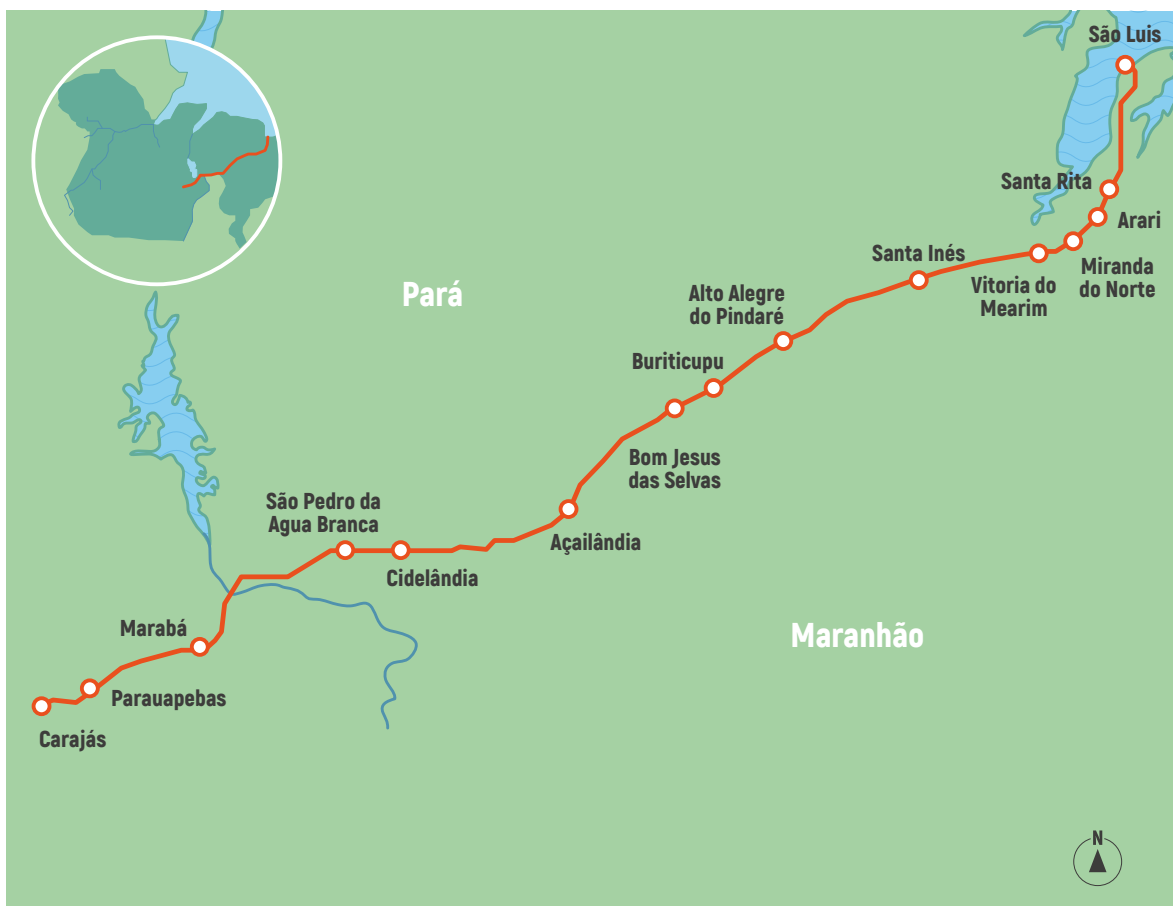 São Luis
Santa Rita
Arari
Santa Inés
Miranda
do Norte
Vitoria do
Mearim
Pará
Alto Alegre
do Pindaré
Buriticupu
Bom Jesus
das Selvas
São Pedro da
Agua Branca
Açailândia
Cidelândia
Marabá
Maranhão
Parauapebas
Carajás
N